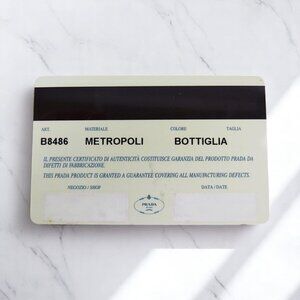 ART. MATERIALE COLORE TAGLIA
B8486 METROPOLI BOTTIGLIA
IL PRESENTE CERTIFICATO DI AUTENTICITÀ COSTITUISCE GARANZIA DEL PRODOTTO PRADA DA
DIFETTI DI FABBRICAZIONE.
THIS PRADA PRODUCT IS GRANTED A GUARANTEE COVERING ALL MANUFACTURING DEFECTS.
NEGOZIO / SHOP DATA / DATE
PRADA